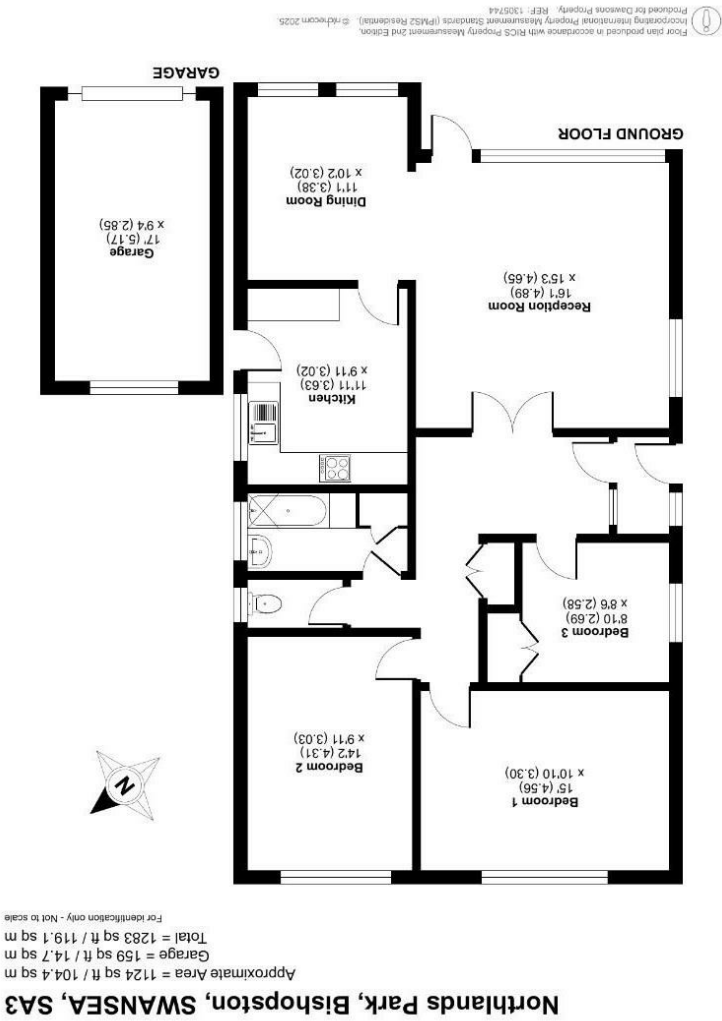 Northlands Park, Bishopston, SWANSEA, SA3
Approximate Area = 1124 sq ft / 104.4 sq m
Garage = 159 sq ft / 14.7 sq m
Total = 1283 sq ft / 119.1 sq m
For identification only - Not to scale
N
Bedroom 1
15' (4.56)
x 10'10 (3.30)
Bedroom 2
14'2 (4.31)
x 9'11 (3.03)
Bedroom 3
8'10 (2.69)
x 8'6 (2.58)
Kitchen
11'11 (3.63)
x 9'11 (3.02)
Reception Room
16'1 (4.89)
x 15'3 (4.65)
Garage
17' (5.17)
x 9'4 (2.85)
Dining Room
11'1 (3.38)
x 10'2 (3.02)
GROUND FLOOR
GARAGE
Floor plan produced in accordance with RICS Property Measurement 2nd Edition,
Incorporating International Property Measurement Standards (IPMS2 Residential). © nichecom 2025.
Produced for Dawsons Property. REF: 1305744